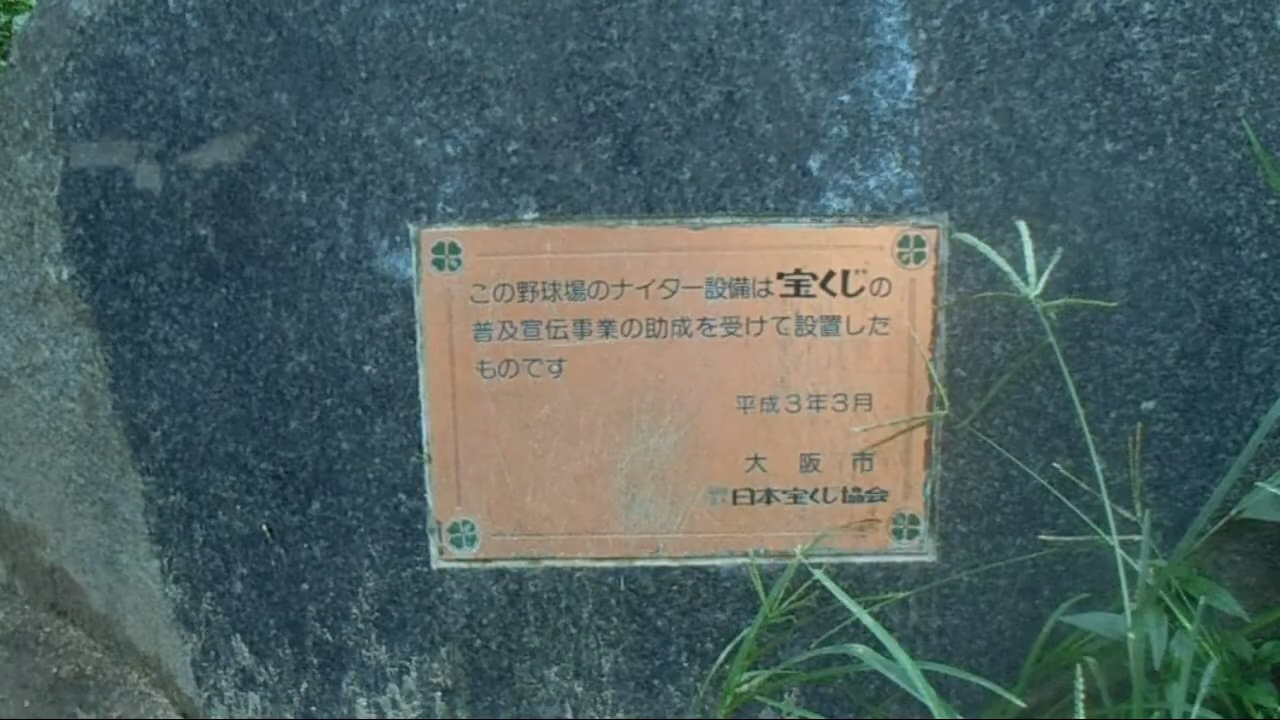 この野球場のナイター設備は宝くじの
普及宣伝事業の助成を受けて設置した
ものです
平成3年3月
大阪市
日本宝くじ協会